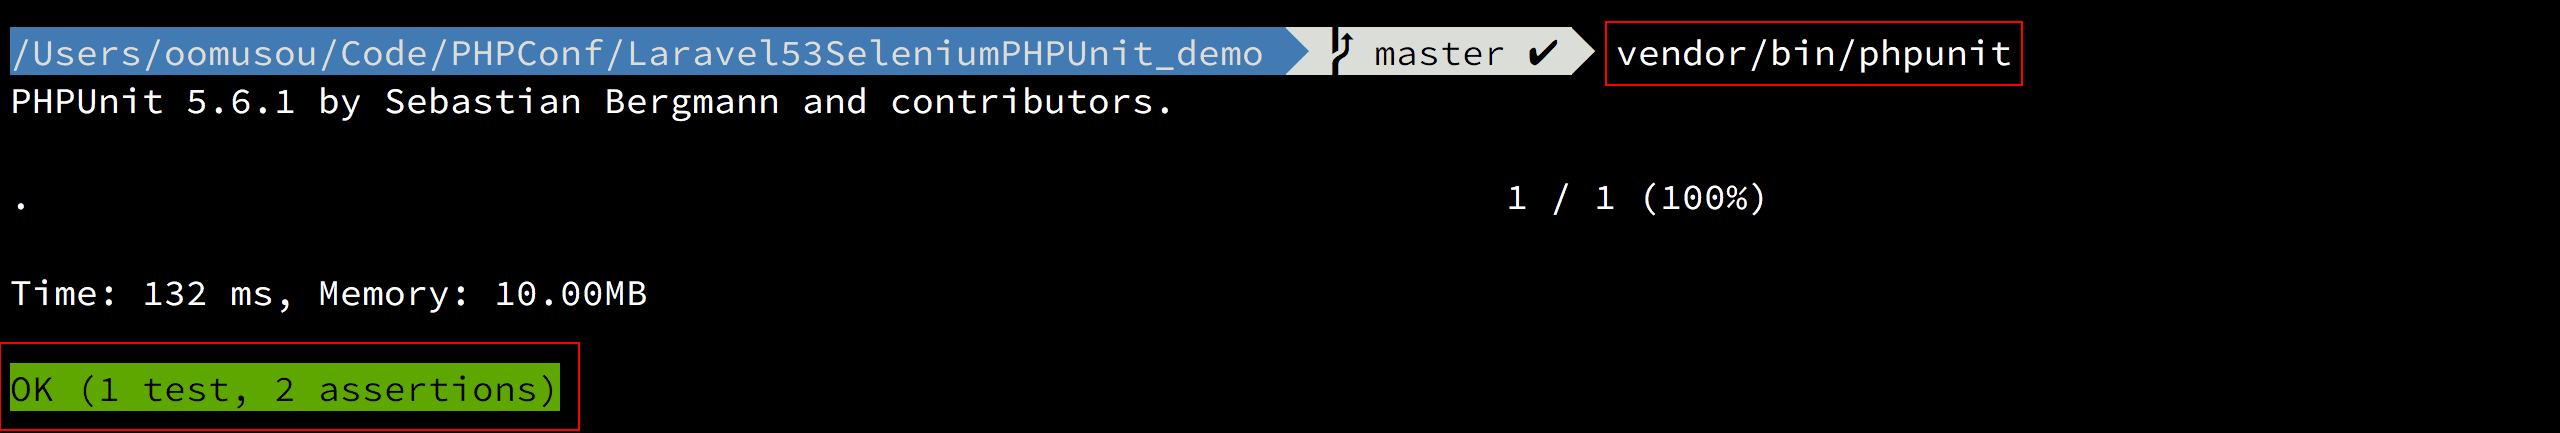 /Users/oomusou/Code/PHPConf/Laravel53SeleniumPHPUnit_demo master ✔ vendor/bin/phpunit
PHPUnit 5.6.1 by Sebastian Bergmann and contributors.
. 1 / 1 (100%)
Time: 132 ms, Memory: 10.00MB
OK (1 test, 2 assertions)